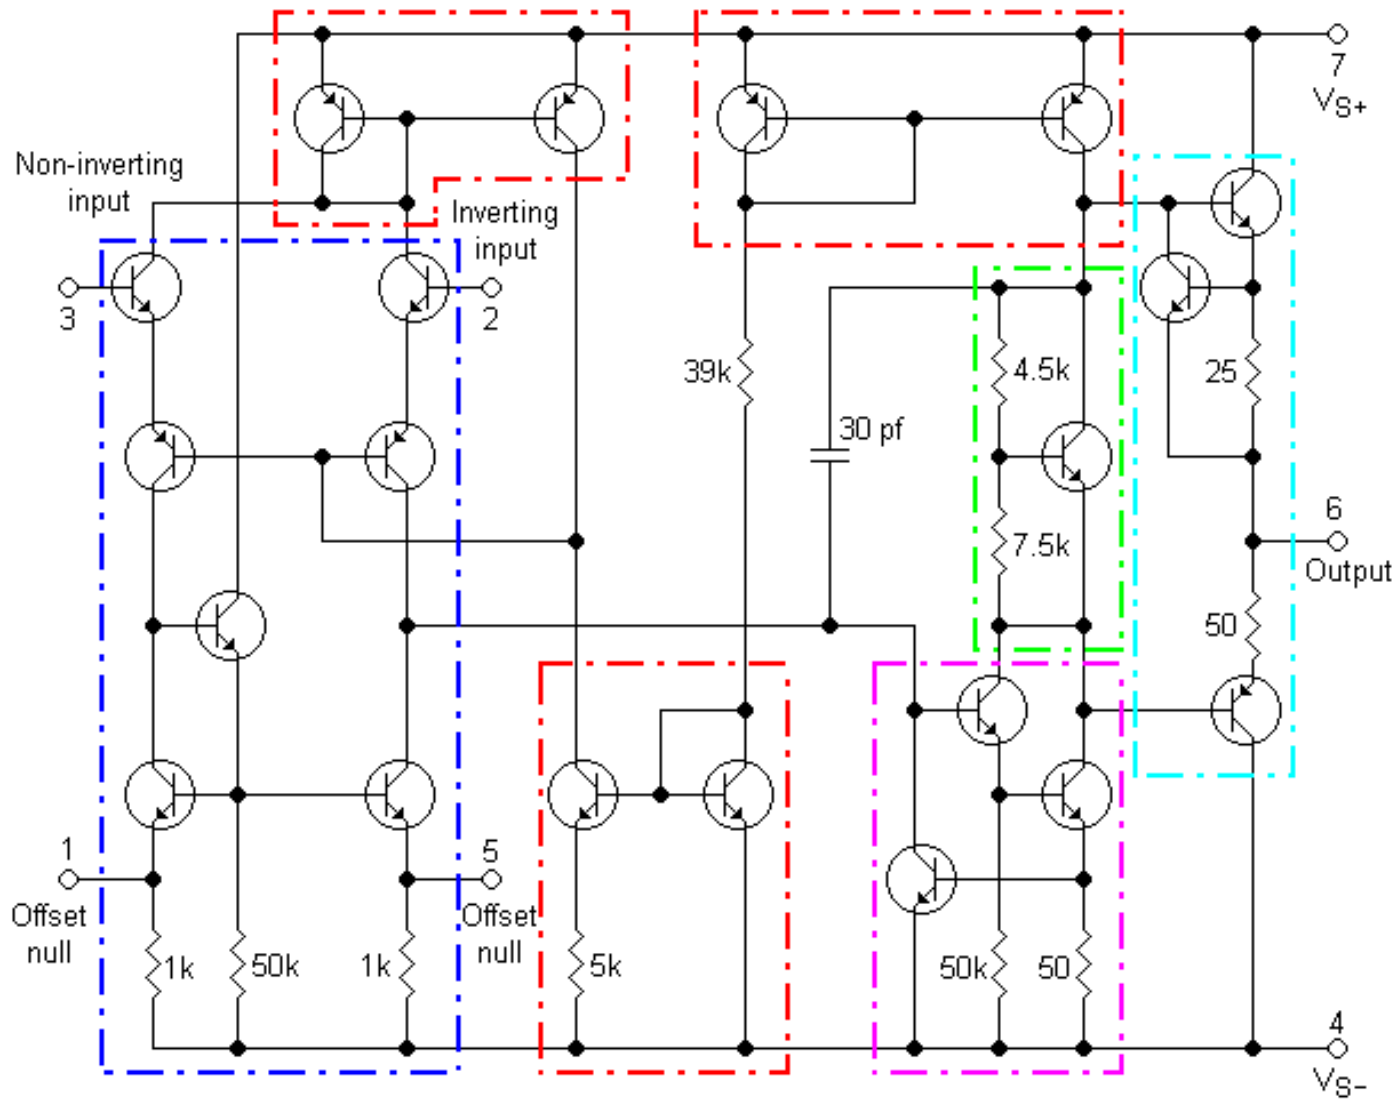 7
VS+
Non-inverting
input
Inverting
input
3
2
39k
4.5k
25
30 pf
7.5k
6
Output
50
1
Offset
null
5
Offset
null
1k
50k
1k
5k
50k
50
4
VS−